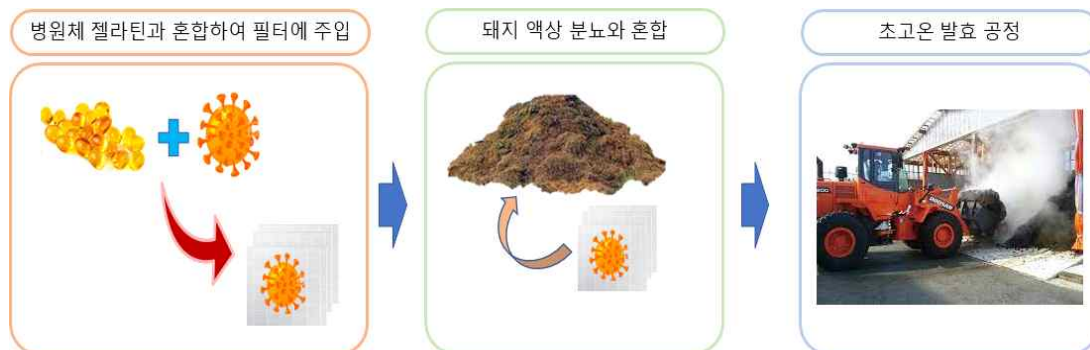 병원체 젤라틴과 혼합하여 필터에 주입
돼지 액상 분뇨와 혼합
초고온 발효 공정